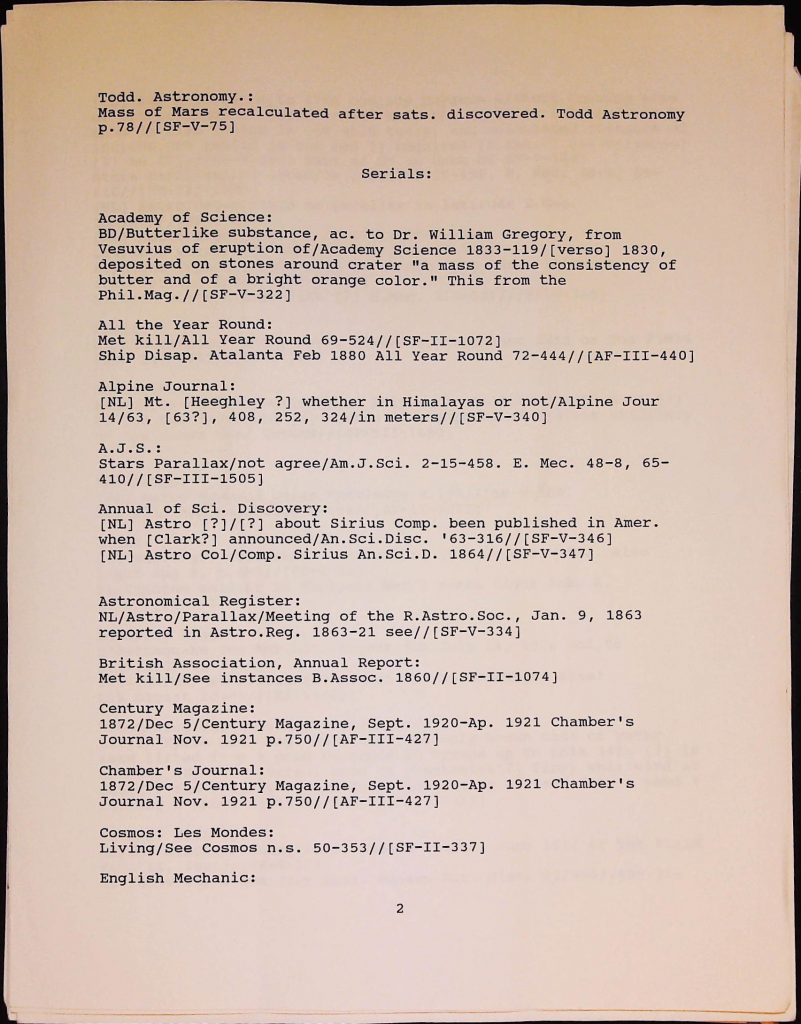 Todd. Astronomy.:
Mass of Mars recalculated after sats. discovered. Todd Astronomy
p.78//[SF-V-75]
Serials:
Academy of Science:
BD/Butterlike substance, ac. to Dr. William Gregory, from
Vesuvius of eruption of/Academy Science 1833-119/[verso] 1830,
deposited on stones around crater "a mass of the consistency of
butter and of a bright orange color." This from the
Phil.Mag.//[SF-V-322]
All the Year Round:
Met kill/All Year Round 69-524//[SF-II-1072]
Ship Disap. Atalanta Feb 1880 All Year Round 72-444//[AF-III-440]
Alpine Journal:
[NL] Mt. [Heeghley ?] whether in Himalayas or not/Alpine Jour
14/63, [63?], 408, 252, 324/in meters//[SF-V-340]
A.J.S.:
Stars Parallax/not agree/Am.J.Sci. 2-15-458. E. Mec. 48-8, 65-
410//[SF-III-1505]
Annual of Sci. Discovery:
[NL] Astro [?]/[?] about Sirius Comp. been published in Amer.
when [Clark?] announced/An.Sci.Disc. '63-316//[SF-V-346]
[NL] Astro Col/Comp. Sirius An.Sci.D. 1864//[SF-V-347]
Astronomical Register:
NL/Astro/Parallax/Meeting of the R.Astro.Soc., Jan. 9, 1863
reported in Astro.Reg. 1863-21 see//[SF-V-334]
British Association, Annual Report:
Met kill/See instances B.Assoc. 1860//[SF-II-1074]
Century Magazine:
1872/Dec 5/Century Magazine, Sept. 1920-Ap. 1921 Chamber's
Journal Nov. 1921 p.750//[AF-III-427]
Chamber's Journal:
1872/Dec 5/Century Magazine, Sept. 1920-Ap. 1921 Chamber's
Journal Nov. 1921 p.750//[AF-III-427]
Cosmos: Les Mondes:
Living/See Cosmos n.s. 50-353//[SF-II-337]
English Mechanic:
2